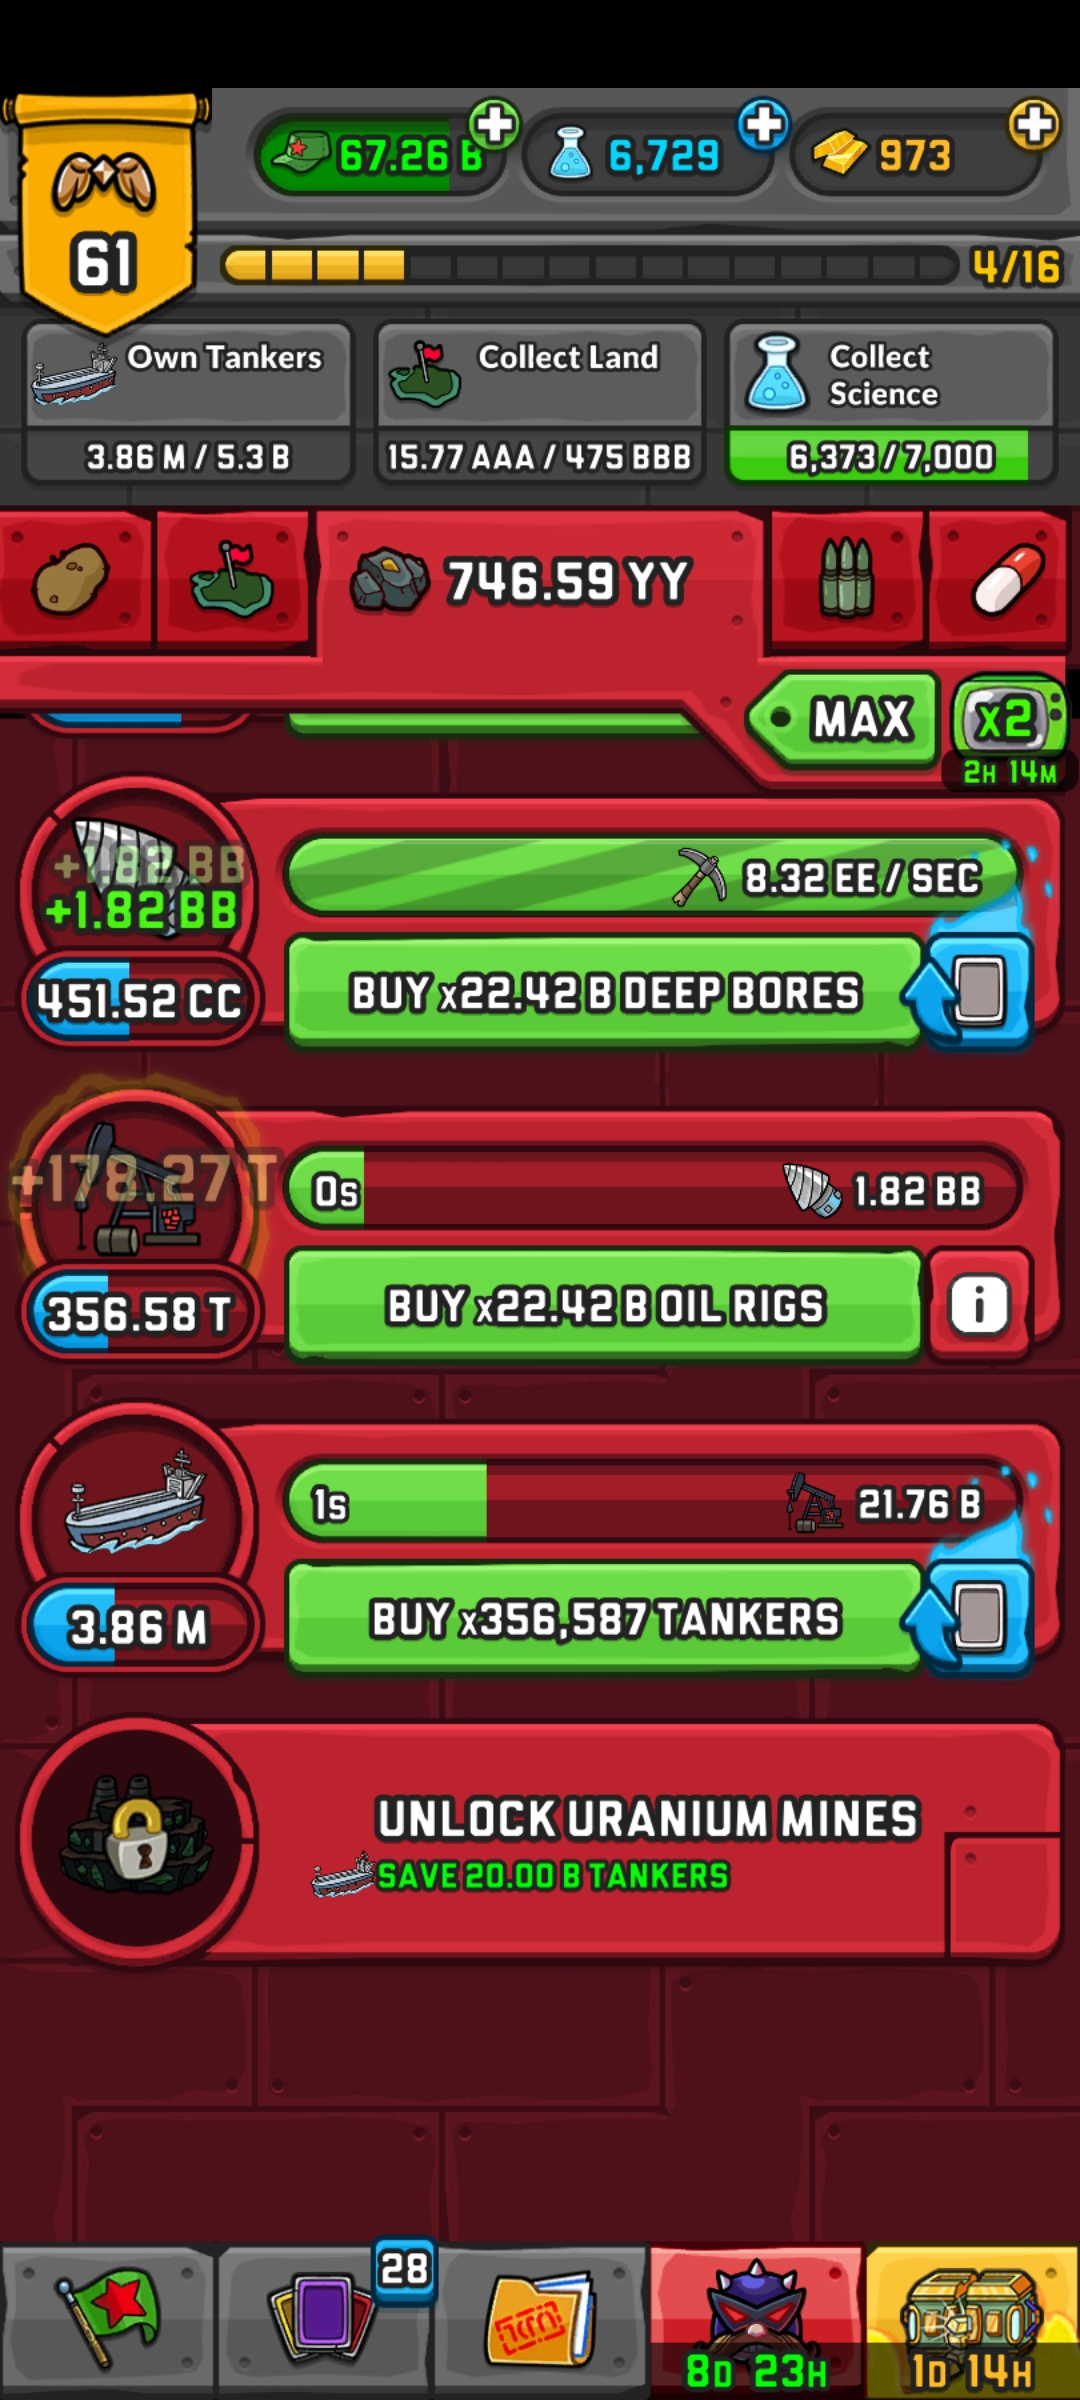 67.26 B
6,729
973
61
4/16
Own Tankers
3.86 M / 5.3 B
Collect Land
15.77 AAA / 475 BBB
Collect
Science
6,373 / 7,000
746.59 YY
MAX
x2
2H 14M
+1.82 BB
+1.82 BB
8.32 EE / SEC
451.52 CC
BUY x22.42 B DEEP BORES
+178.27 T
0s
1.82 BB
356.58 T
BUY x22.42 B OIL RIGS
i
1s
21.76 B
3.86 M
BUY x356,587 TANKERS
UNLOCK URANIUM MINES
SAVE 20.00 B TANKERS
28
8D 23H
1D 14H